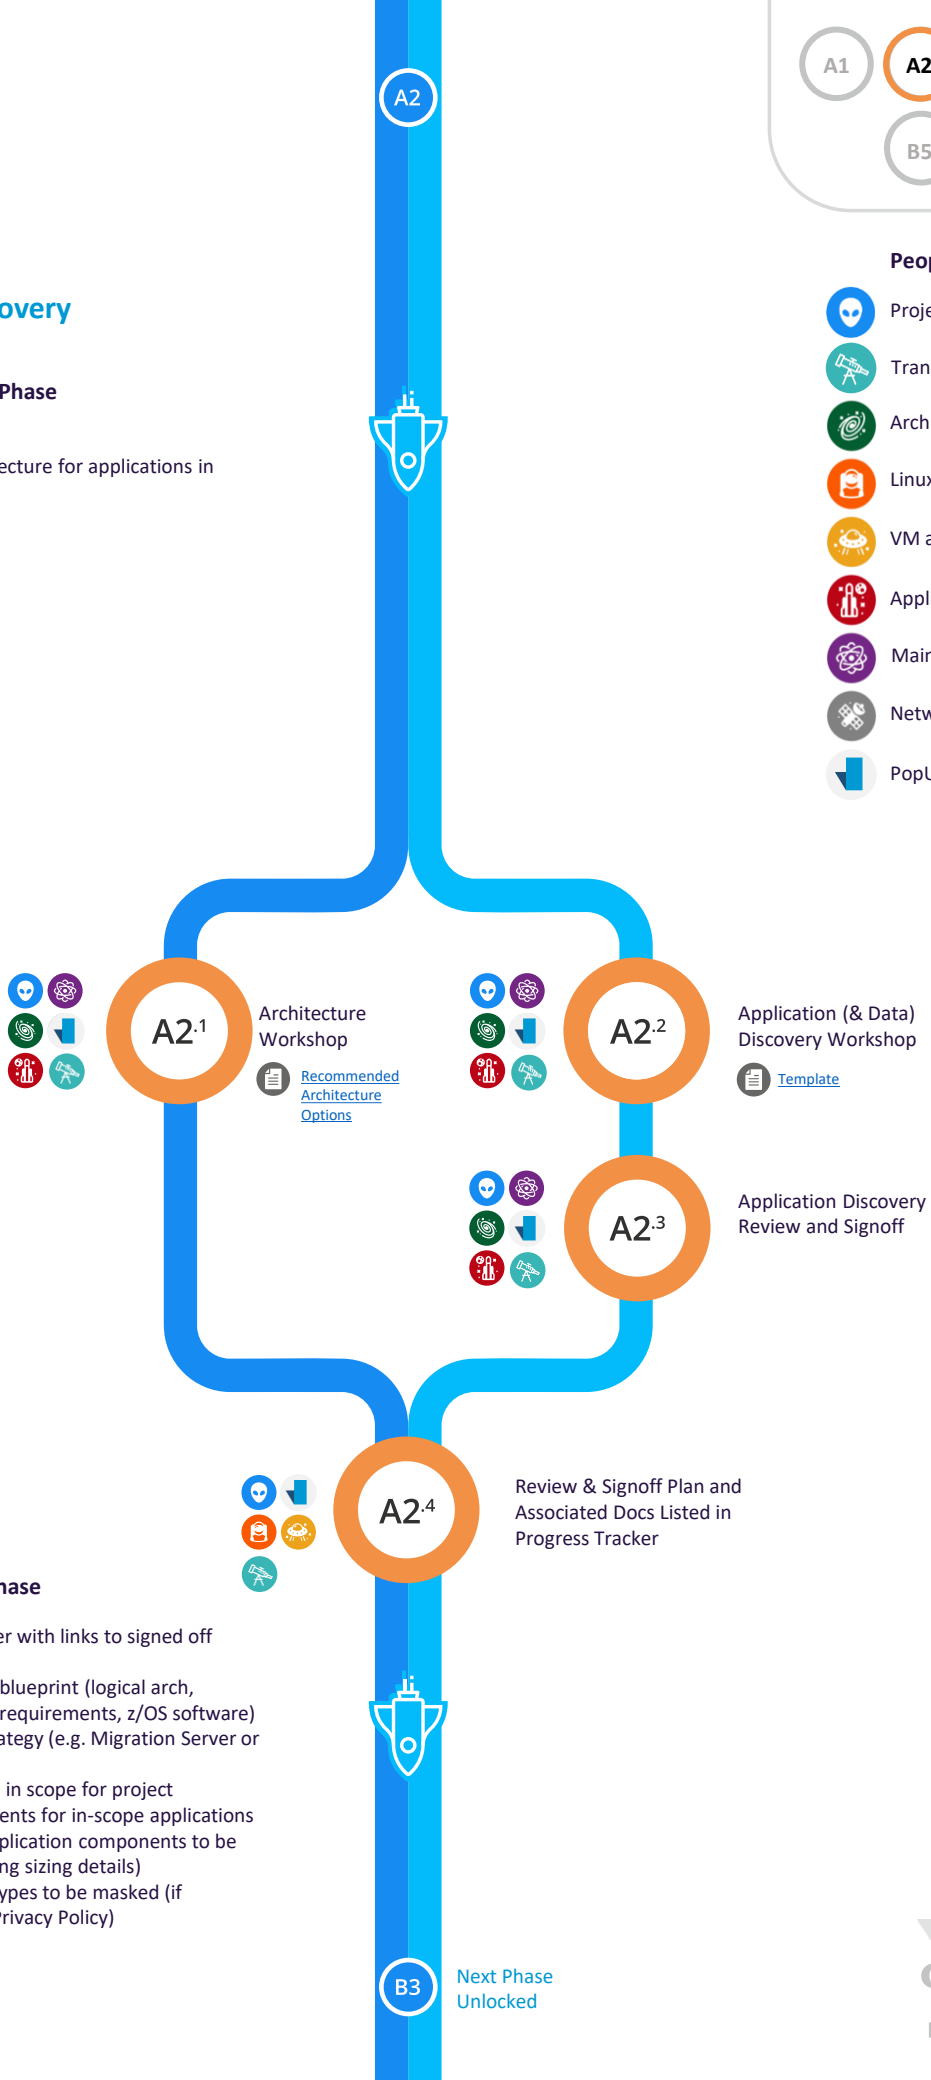 A2
A1
A2
B5
overy
Phase
ecture for applications in
Peop
Proje
Tran
Arch
Linux
VM a
Appl
Main
Netw
PopU
A2.1
Architecture
Workshop
Recommended
Architecture
Options
A2.2
Application (& Data)
Discovery Workshop
Template
A2.3
Application Discovery
Review and Signoff
A2.4
Review & Signoff Plan and
Associated Docs Listed in
Progress Tracker
hase
er with links to signed off
blueprint (logical arch,
requirements, z/OS software)
ategy (e.g. Migration Server or
in scope for project
ents for in-scope applications
plication components to be
ng sizing details)
ypes to be masked (if
Privacy Policy)
B3
Next Phase
Unlocked